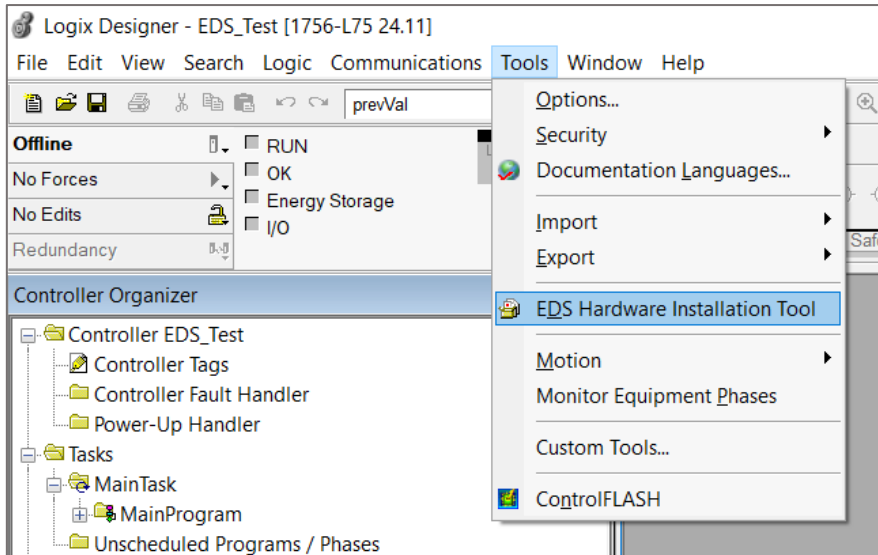 Logix Designer - EDS_Test [1756-L75 24.11]
File Edit View Search Logic Communications Tools Window Help
prevVal
Offline
RUN
No Forces
OK
Energy Storage
No Edits
I/O
Redundancy
Controller Organizer
Controller EDS_Test
Controller Tags
Controller Fault Handler
Power-Up Handler
Tasks
MainTask
MainProgram
Unscheduled Programs / Phases
Options...
Security
Documentation Languages...
Import
Export
EDS Hardware Installation Tool
Motion
Monitor Equipment Phases
Custom Tools...
ControlFLASH